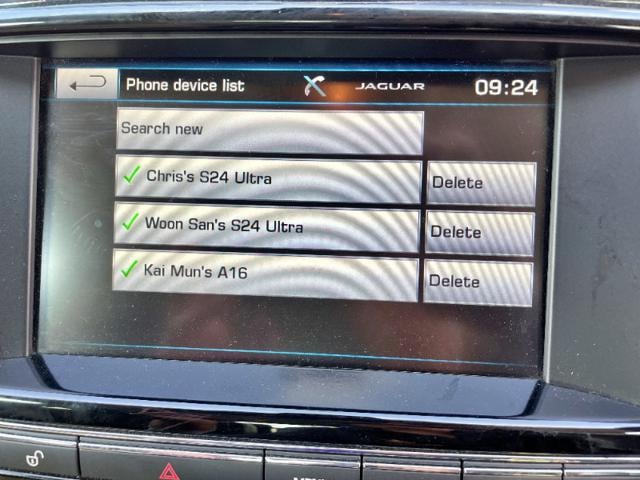 Phone device list
JAGUAR
09:24
Search new
Chris's S24 Ultra
Delete
Woon San's S24 Ultra
Delete
Kai Mun's A16
Delete